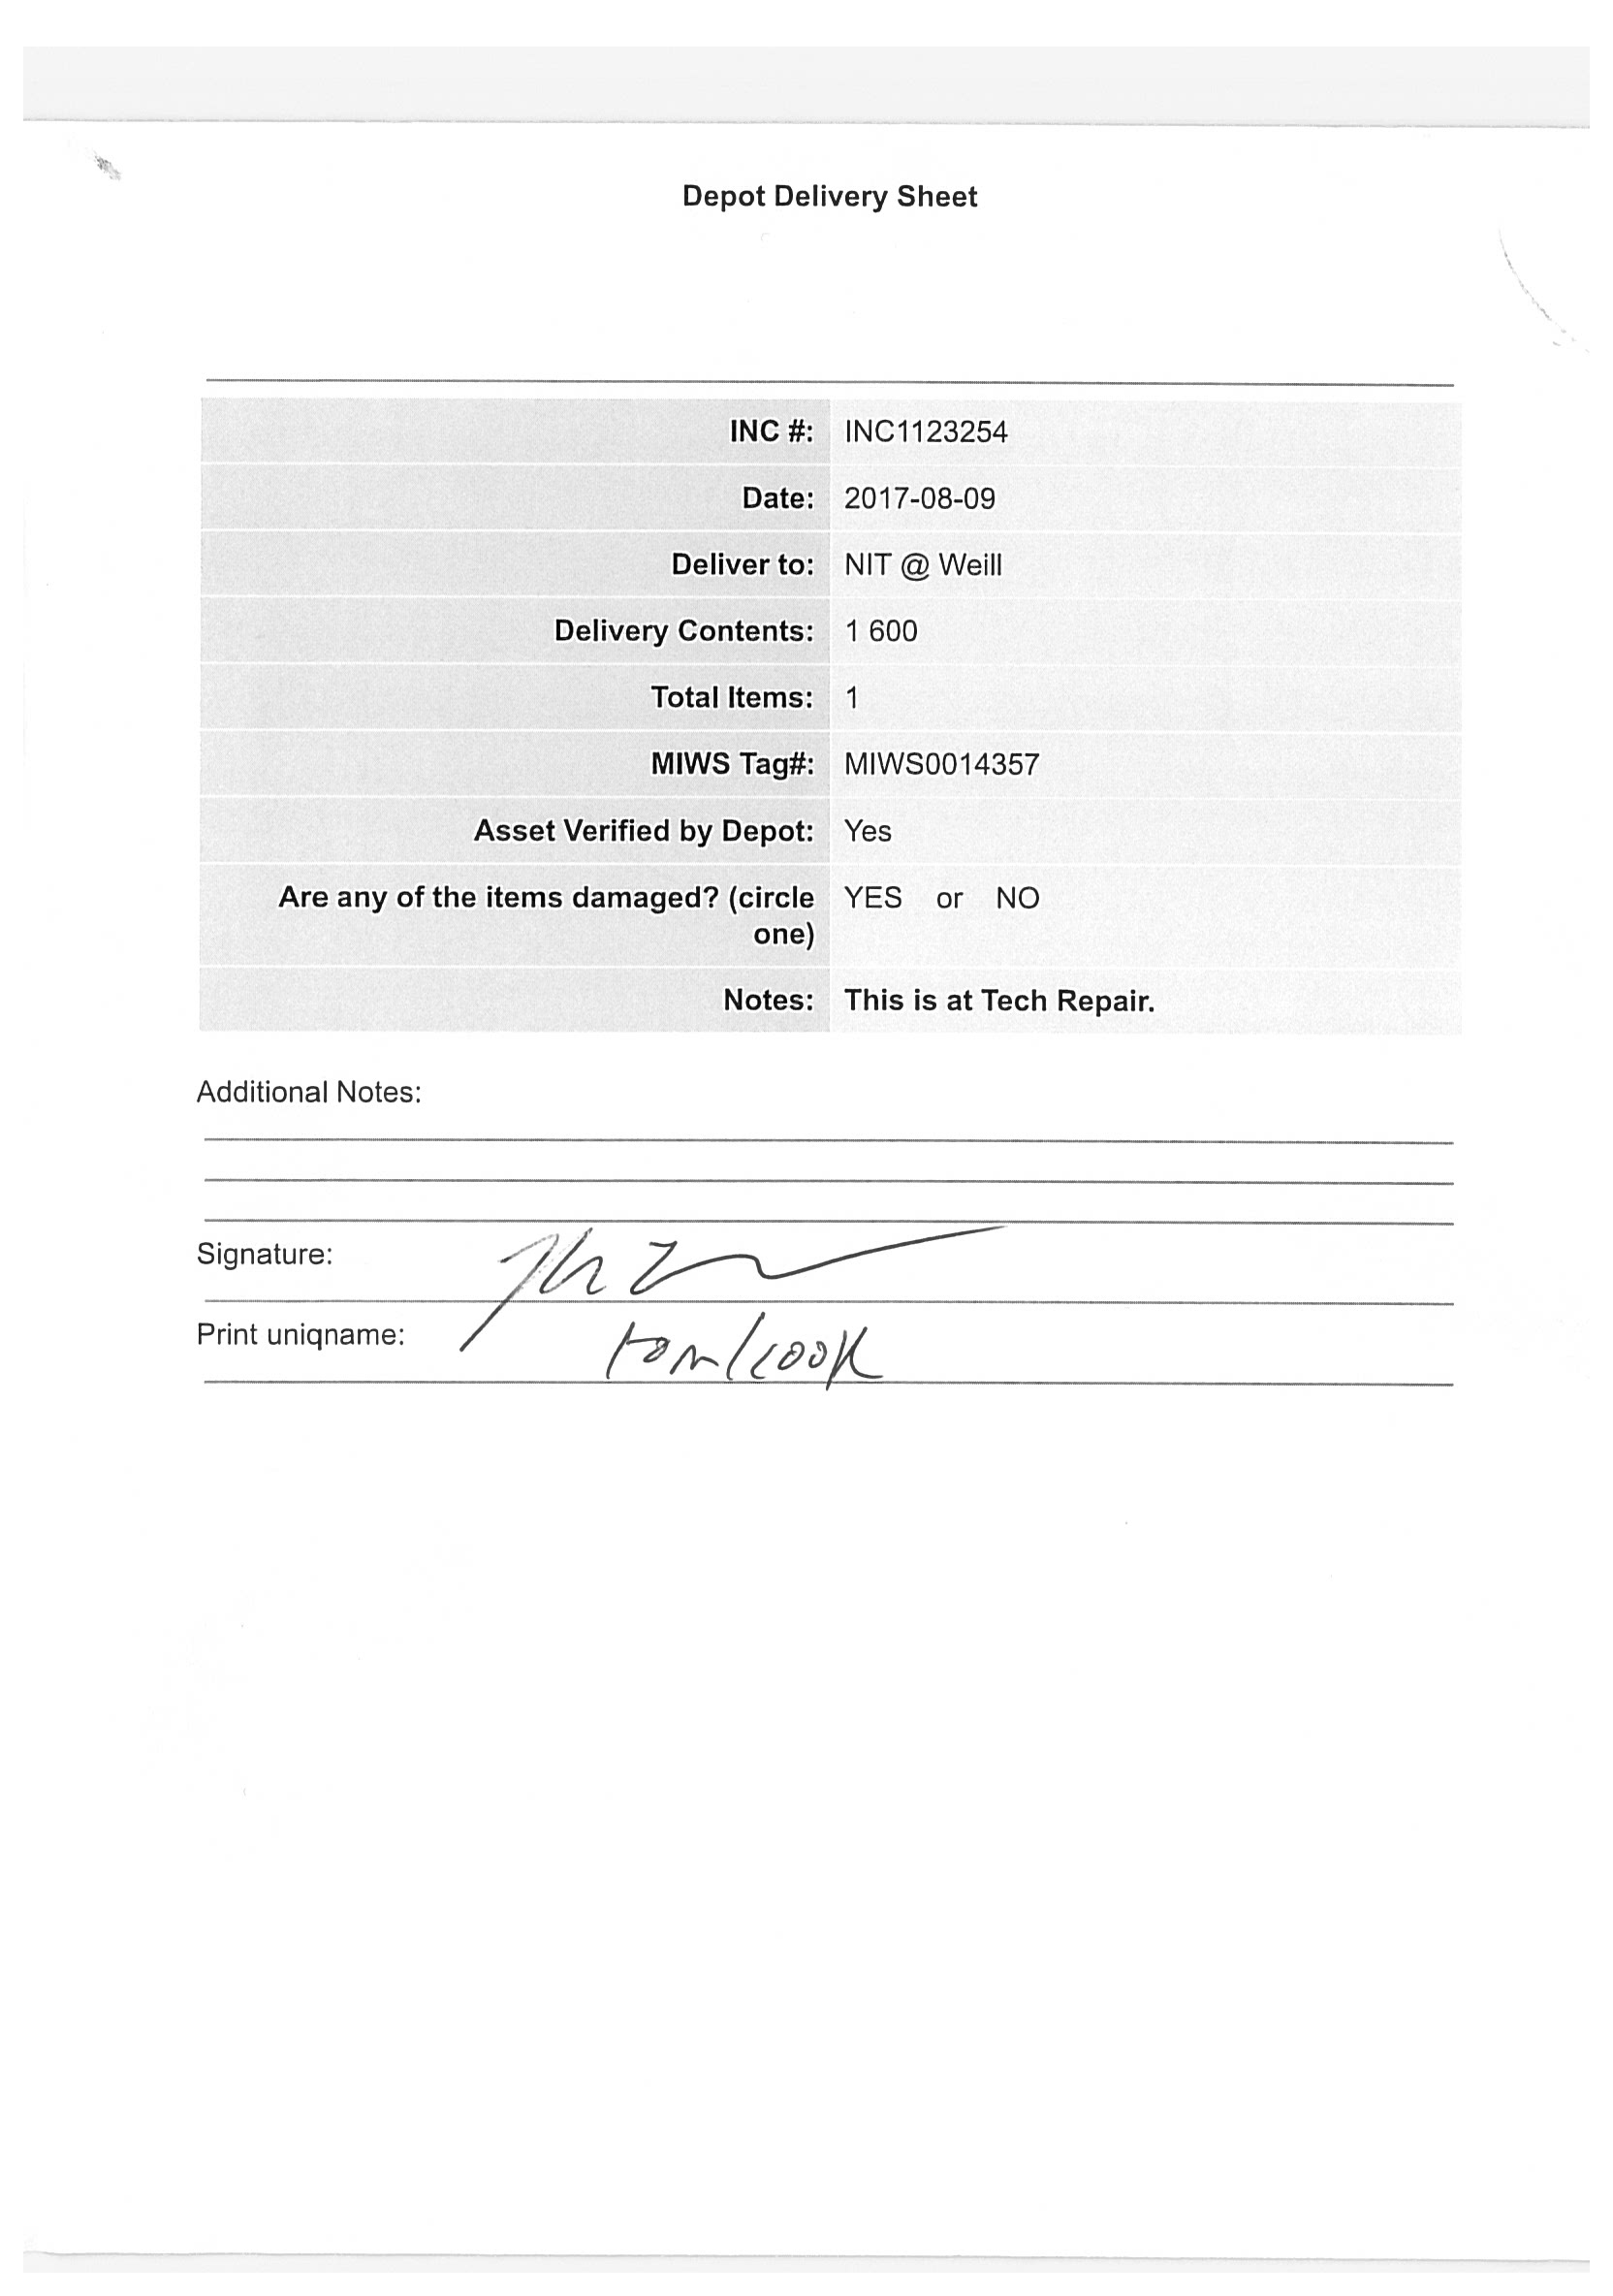 Depot Delivery Sheet
INC #: INC1123254
Date: 2017-08-09
Deliver to: NIT @ Weill
Delivery Contents: 1 600
Total Items: 1
MIWS Tag#: MIWS0014357
Asset Verified by Depot: Yes
Are any of the items damaged? (circle YES or NO
one)
Notes: This is at Tech Repair.
Additional Notes:
Signature:
Print uniqname: tomlcook